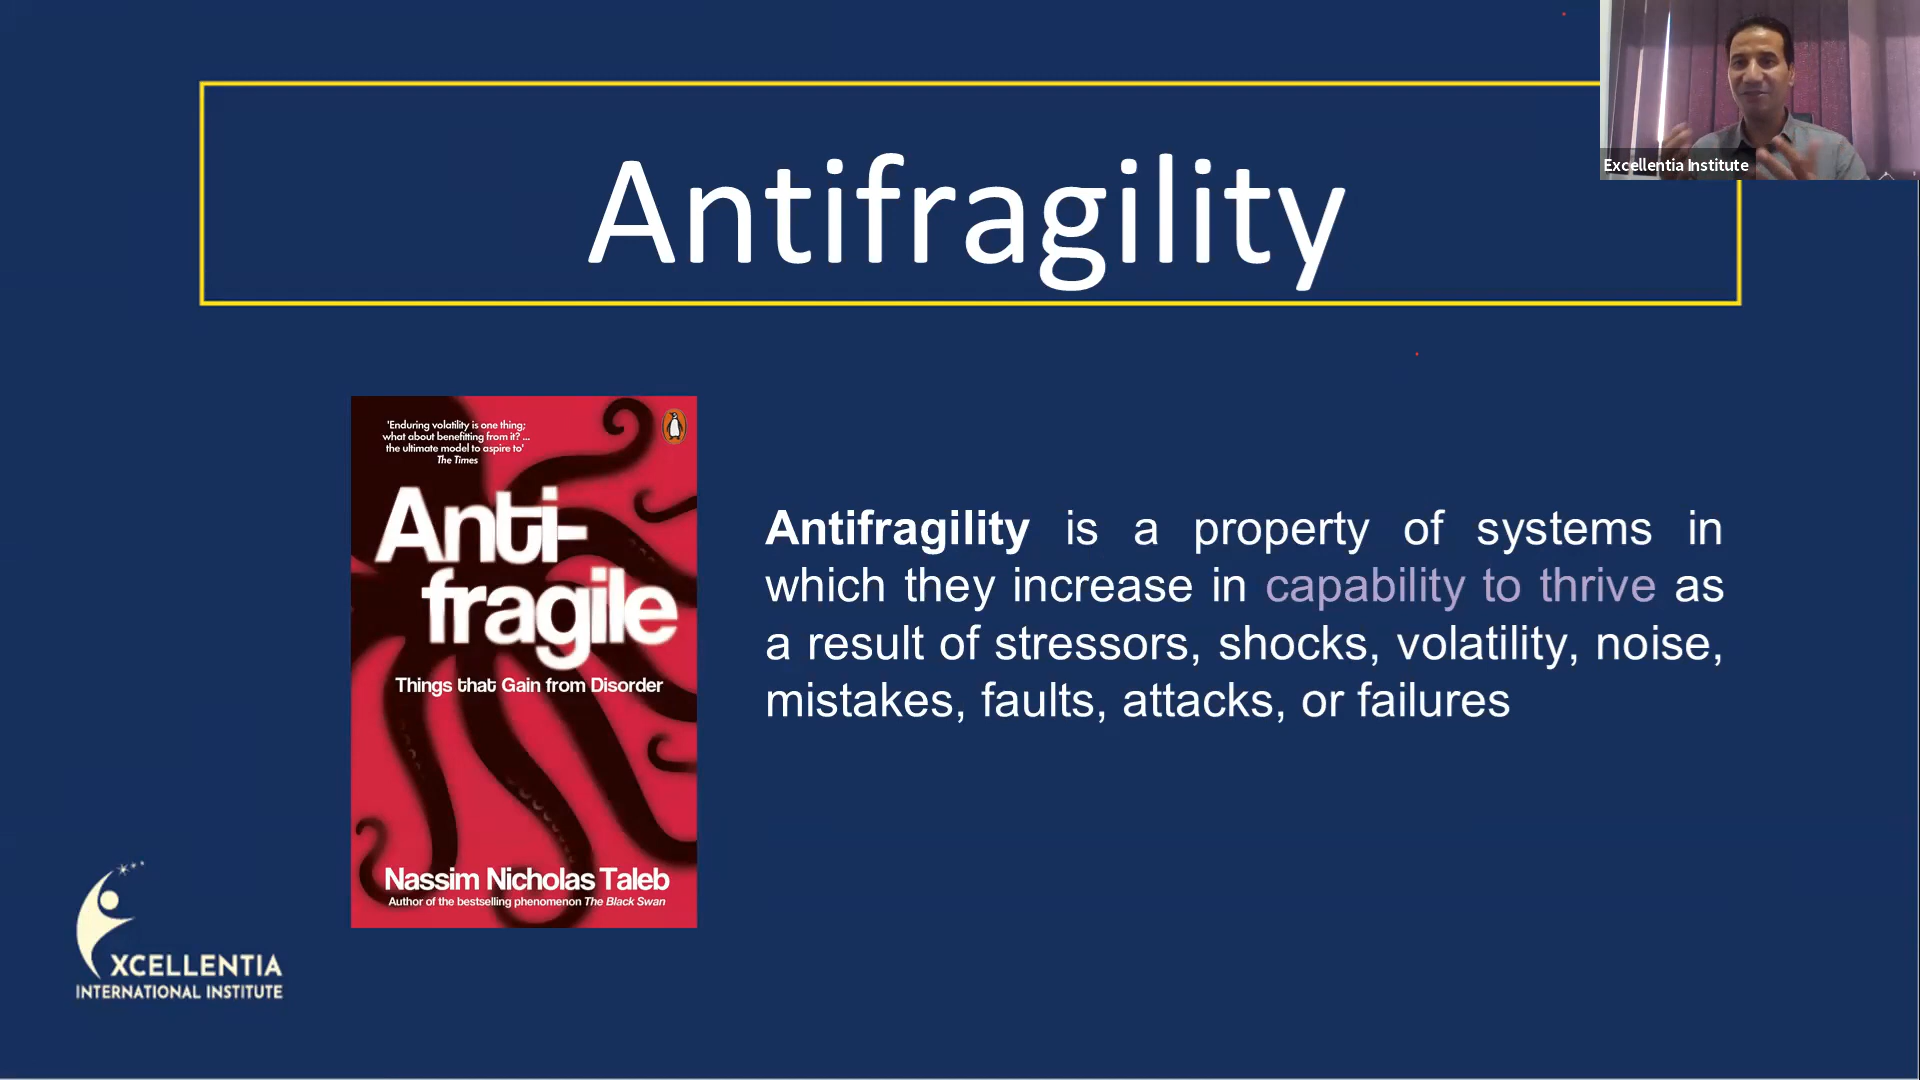 Antifragility
Excellentia Institute
'Enduring volatility is one thing;
what about benefitting from it? ...
the ultimate model to aspire to'
The Times
Anti-
fragile
Things that Gain from Disorder
Nassim Nicholas Taleb
Author of the bestselling phenomenon The Black Swan
Antifragility is a property of systems in
which they increase in capability to thrive as
a result of stressors, shocks, volatility, noise,
mistakes, faults, attacks, or failures
XCELLENTIA
INTERNATIONAL INSTITUTE